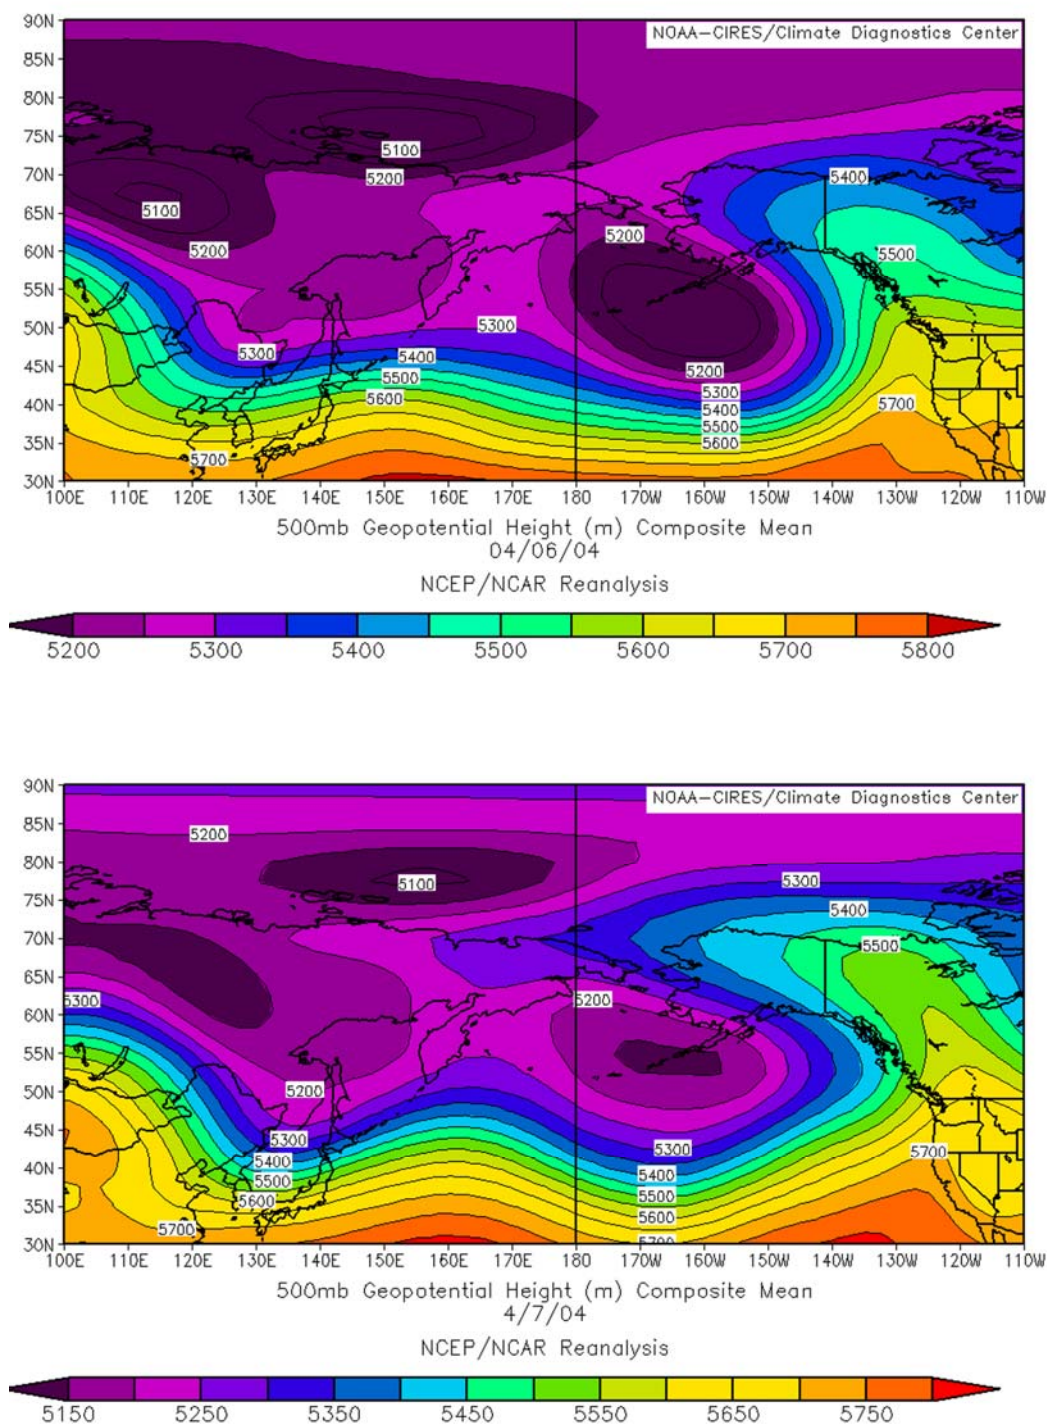 90N
NOAA-CIRES/Climate Diagnostics Center
85N
80N
75N
5100
70N
5200
5400
65N
5100
5200
60N
5200
5500
55N
50N
5300
5300
5400
45N
5200
5500
5300
40N
5600
5400
5700
5500
35N
5600
5700
30N
100E 110E 120E 130E 140E 150E 160E 170E 180 170W 160W 150W 140W 130W 120W 110W
500mb Geopotential Height (m) Composite Mean
04/06/04
NCEP/NCAR Reanalysis
5200 5300 5400 5500 5600 5700 5800
90N
NOAA-CIRES/Climate Diagnostics Center
85N
5200
80N
5100
5300
75N
5400
70N
5500
65N
5300
5200
60N
55N
5200
50N
45N
5300
5300
5700
5400
40N
5400
5500
5500
35N
5600
5600
5700
5700
30N
100E 110E 120E 130E 140E 150E 160E 170E 180 170W 160W 150W 140W 130W 120W 110W
500mb Geopotential Height (m) Composite Mean
4/7/04
NCEP/NCAR Reanalysis
5150 5250 5350 5450 5550 5650 5750